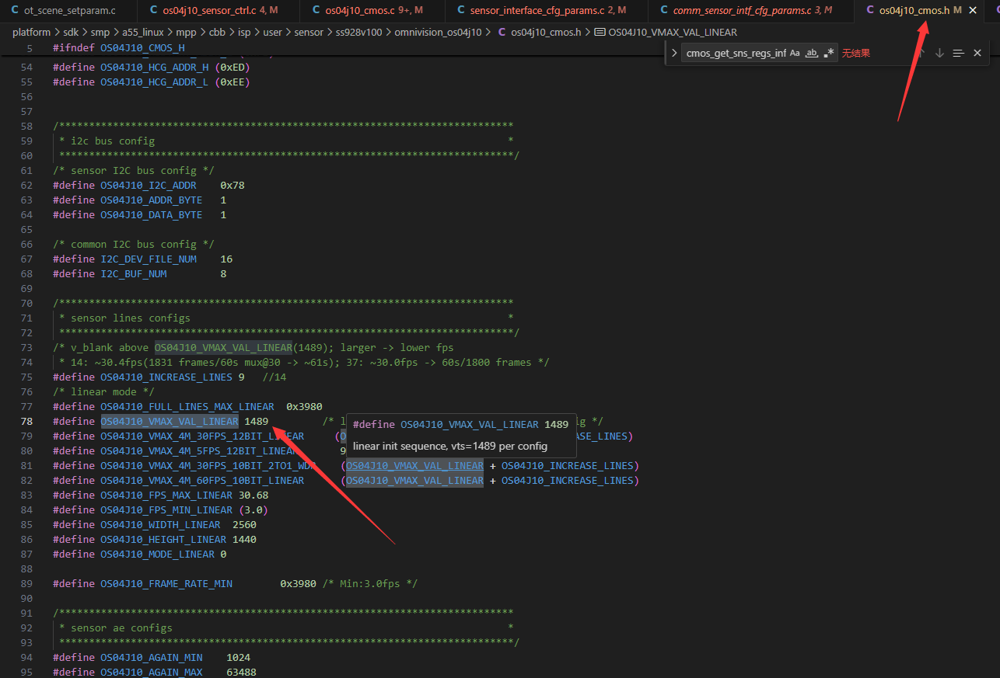 C ot_scene_setparam.c
C os04j10_sensor_ctrl.c 4, M
C os04j10_cmos.c 9+, M
C sensor_interface_cfg_params.c 2, M
C comm_sensor_intf_cfg_params.c 3, M
C os04j10_cmos.h M
platform > sdk > smp > a55_linux > mpp > cbb > isp > user > sensor > ss928v100 > omnivision_os04j10 > C os04j10_cmos.h > OS04J10_VMAX_VAL_LINEAR
cmos_get_sns_regs_inf Aa ab .* 无结果
5 #ifndef OS04J10_CMOS_H
54 #define OS04J10_HCG_ADDR_H (0xED)
55 #define OS04J10_HCG_ADDR_L (0xEE)
56
57
58 /****************************************************************************
59 * i2c bus config *
60 ****************************************************************************/
61 /* sensor I2C bus config */
62 #define OS04J10_I2C_ADDR 0x78
63 #define OS04J10_ADDR_BYTE 1
64 #define OS04J10_DATA_BYTE 1
65
66 /* common I2C bus config */
67 #define I2C_DEV_FILE_NUM 16
68 #define I2C_BUF_NUM 8
69
70 /****************************************************************************
71 * sensor lines configs *
72 ****************************************************************************/
73 /* v_blank above OS04J10_VMAX_VAL_LINEAR(1489); larger -> lower fps
74 * 14: ~30.4fps(1831 frames/60s mux@30 -> ~61s); 37: ~30.0fps -> 60s/1800 frames */
75 #define OS04J10_INCREASE_LINES 9 //14
76 /* linear mode */
77 #define OS04J10_FULL_LINES_MAX_LINEAR 0x3980
78 #define OS04J10_VMAX_VAL_LINEAR 1489 /* l
#define OS04J10_VMAX_VAL_LINEAR 1489
g */
79 #define OS04J10_VMAX_4M_30FPS_12BIT_LINEAR (O
ASE_LINES)
linear init sequence, vts=1489 per config
80 #define OS04J10_VMAX_4M_5FPS_12BIT_LINEAR 9
81 #define OS04J10_VMAX_4M_30FPS_10BIT_2TO1_WDR (OS04J10_VMAX_VAL_LINEAR + OS04J10_INCREASE_LINES)
82 #define OS04J10_VMAX_4M_60FPS_10BIT_LINEAR (OS04J10_VMAX_VAL_LINEAR + OS04J10_INCREASE_LINES)
83 #define OS04J10_FPS_MAX_LINEAR 30.68
84 #define OS04J10_FPS_MIN_LINEAR (3.0)
85 #define OS04J10_WIDTH_LINEAR 2560
86 #define OS04J10_HEIGHT_LINEAR 1440
87 #define OS04J10_MODE_LINEAR 0
88
89 #define OS04J10_FRAME_RATE_MIN 0x3980 /* Min:3.0fps */
90
91 /****************************************************************************
92 * sensor ae configs *
93 ****************************************************************************/
94 #define OS04J10_AGAIN_MIN 1024
95 #define OS04J10_AGAIN_MAX 63488